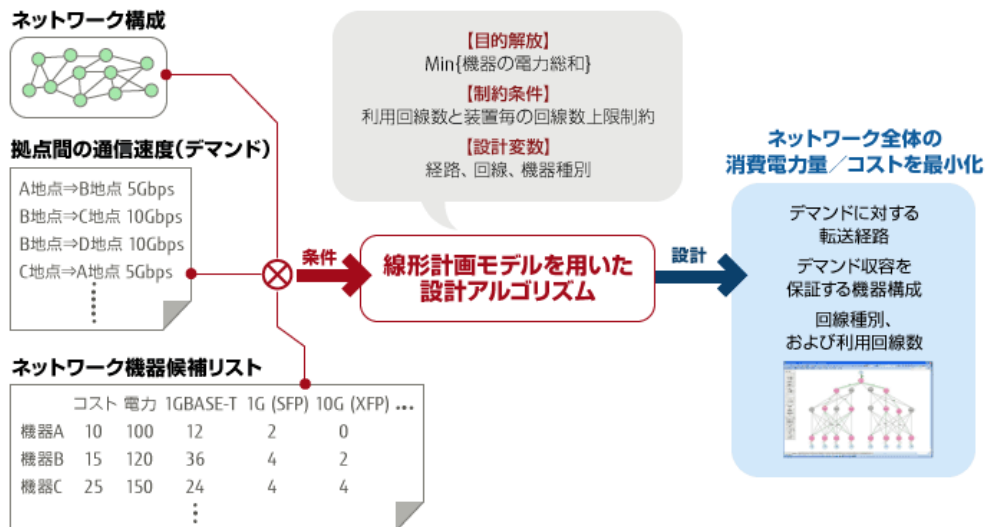 ネットワーク構成
拠点間の通信速度(デマンド)
A地点⇒B地点 5Gbps
B地点⇒C地点 10Gbps
B地点⇒D地点 10Gbps
C地点⇒A地点 5Gbps
ネットワーク機器候補リスト
コスト 電力 1GBASE-T 1G (SFP) 10G (XFP) ...
機器A 10 100 12 2 0
機器B 15 120 36 4 2
機器C 25 150 24 4 4
【目的解放】
Min{機器の電力総和}
【制約条件】
利用回線数と装置毎の回線数上限制約
【設計変数】
経路、回線、機器種別
条件
線形計画モデルを用いた
設計アルゴリズム
設計
ネットワーク全体の
消費電力量／コストを最小化
デマンドに対する
転送経路
デマンド収容を
保証する機器構成
回線種別、
および利用回線数